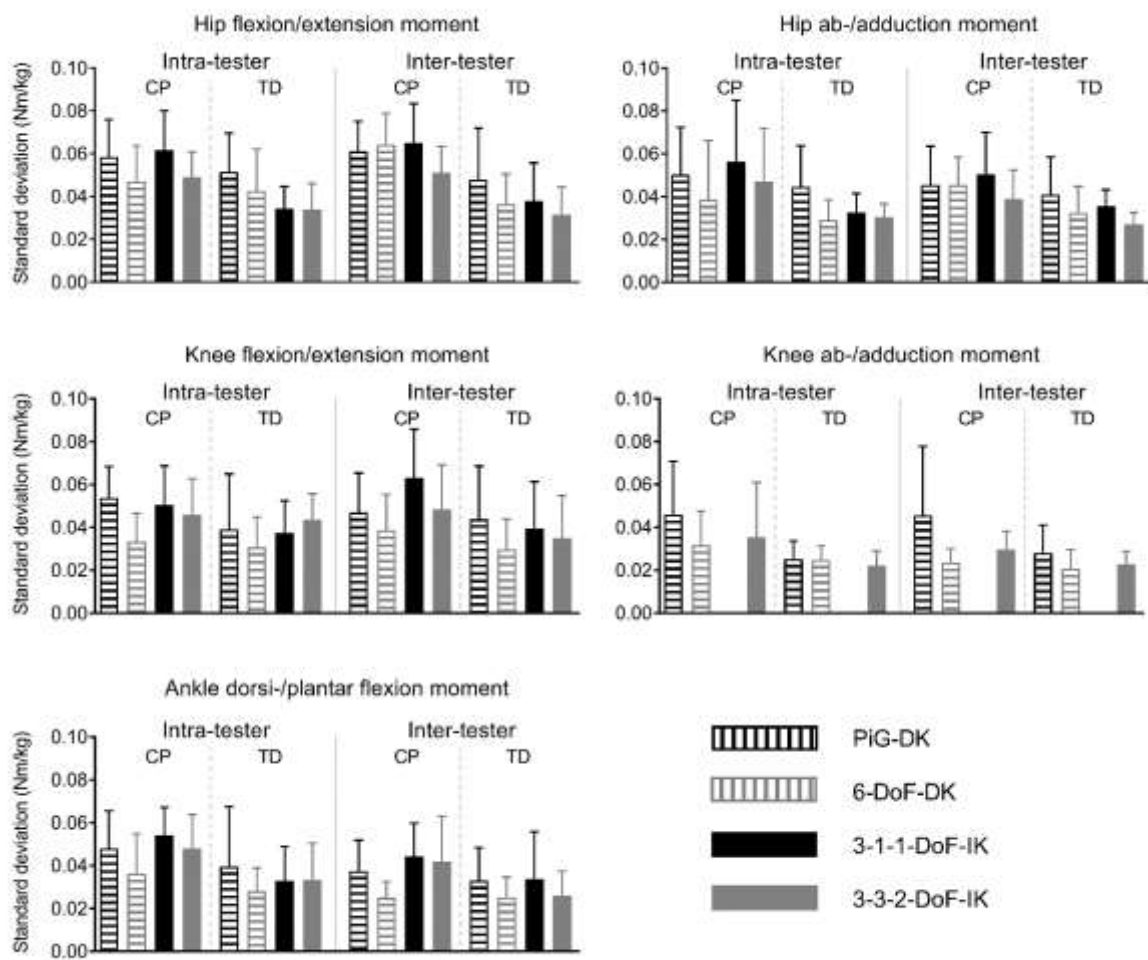 Hip flexion/extension moment
Intra-tester Inter-tester
CP TD CP TD
Standard deviation (Nm/kg)
0.10
0.08
0.06
0.04
0.02
0.00
Hip ab-/adduction moment
Intra-tester Inter-tester
CP TD CP TD
0.10
0.08
0.06
0.04
0.02
0.00
Knee flexion/extension moment
Intra-tester Inter-tester
CP TD CP TD
Standard deviation (Nm/kg)
0.10
0.08
0.06
0.04
0.02
0.00
Knee ab-/adduction moment
Intra-tester Inter-tester
CP TD CP TD
0.10
0.08
0.06
0.04
0.02
0.00
Ankle dorsi-/plantar flexion moment
Intra-tester Inter-tester
CP TD CP TD
Standard deviation (Nm/kg)
0.10
0.08
0.06
0.04
0.02
0.00
PiG-DK
6-DoF-DK
3-1-1-DoF-IK
3-3-2-DoF-IK